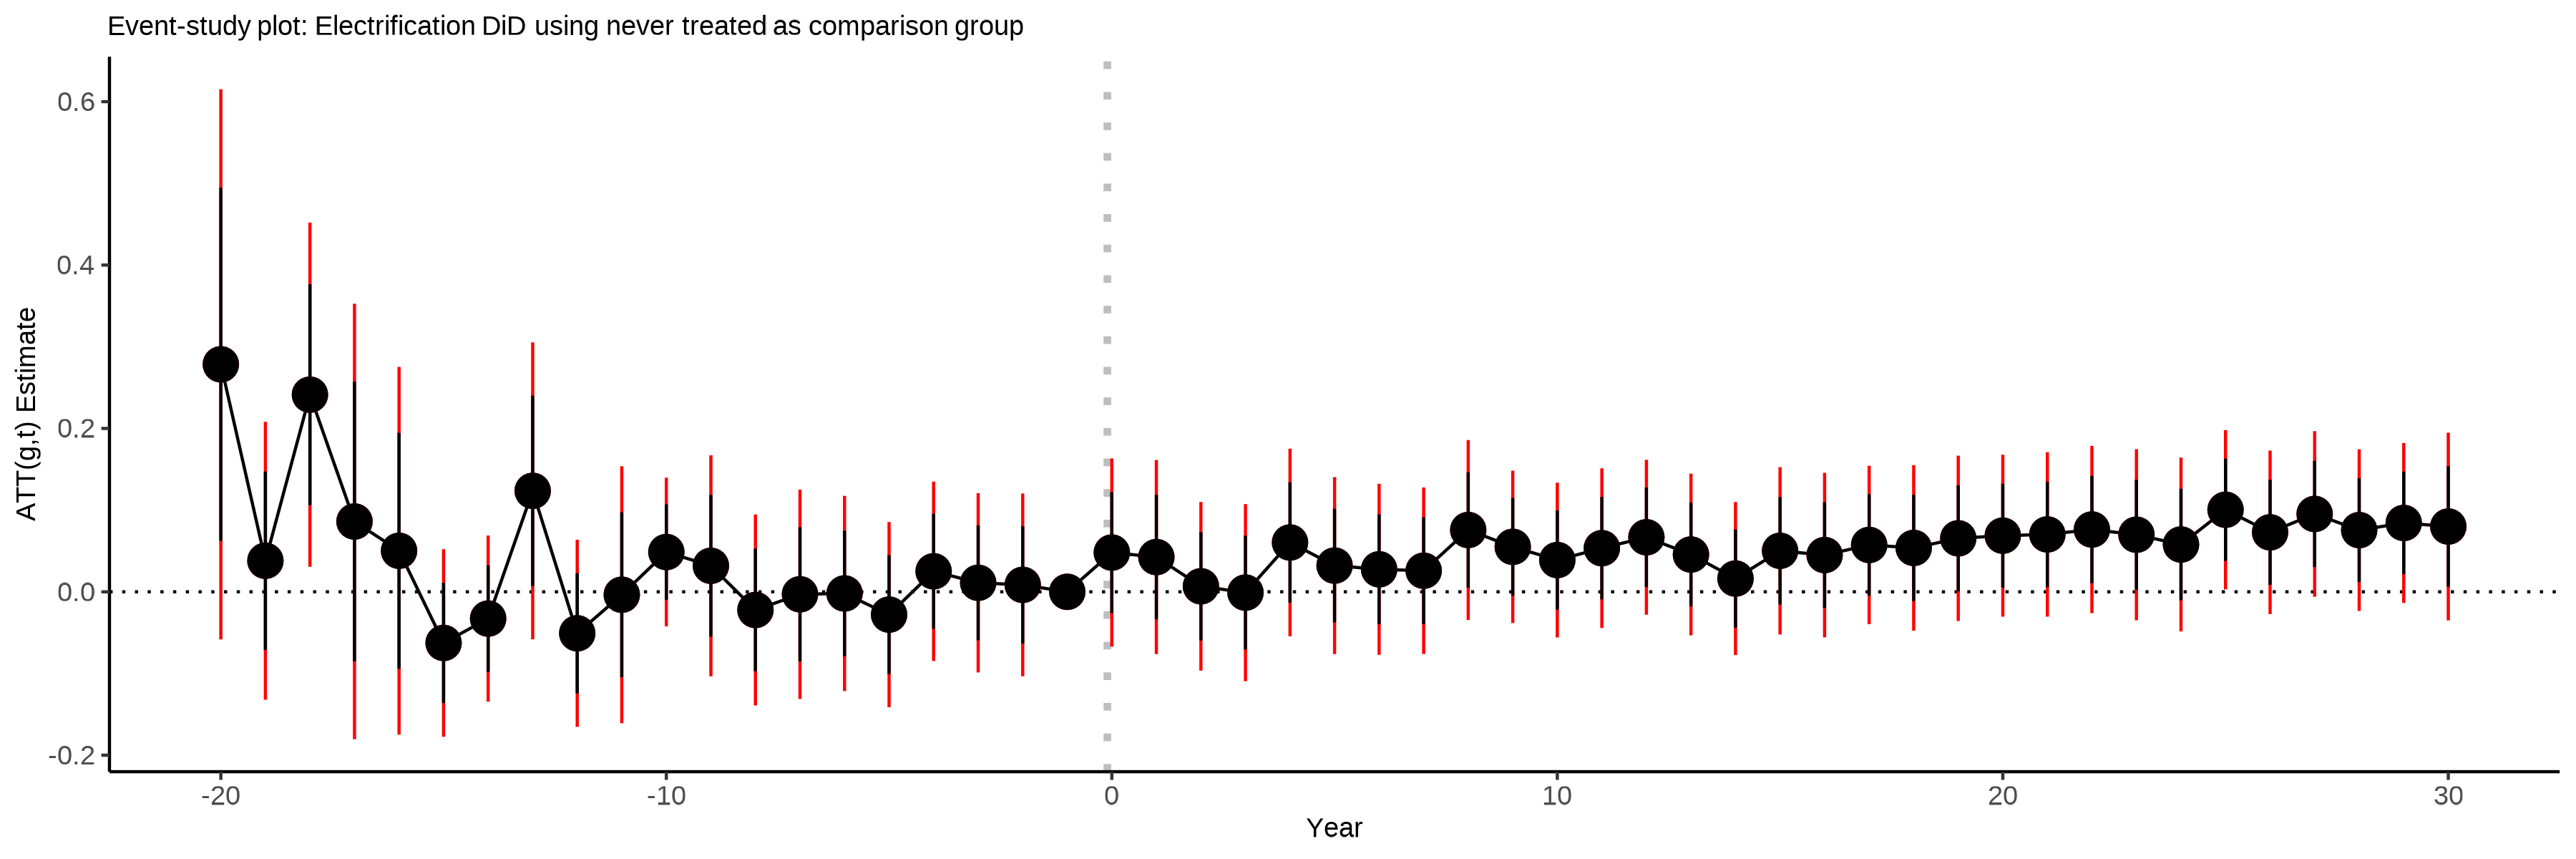 Event-study plot: Electrification DiD using never treated as comparison group
0.6
0.4
0.2
0.0
-0.2
ATT(g,t) Estimate
-20 -10 0 10 20 30
Year